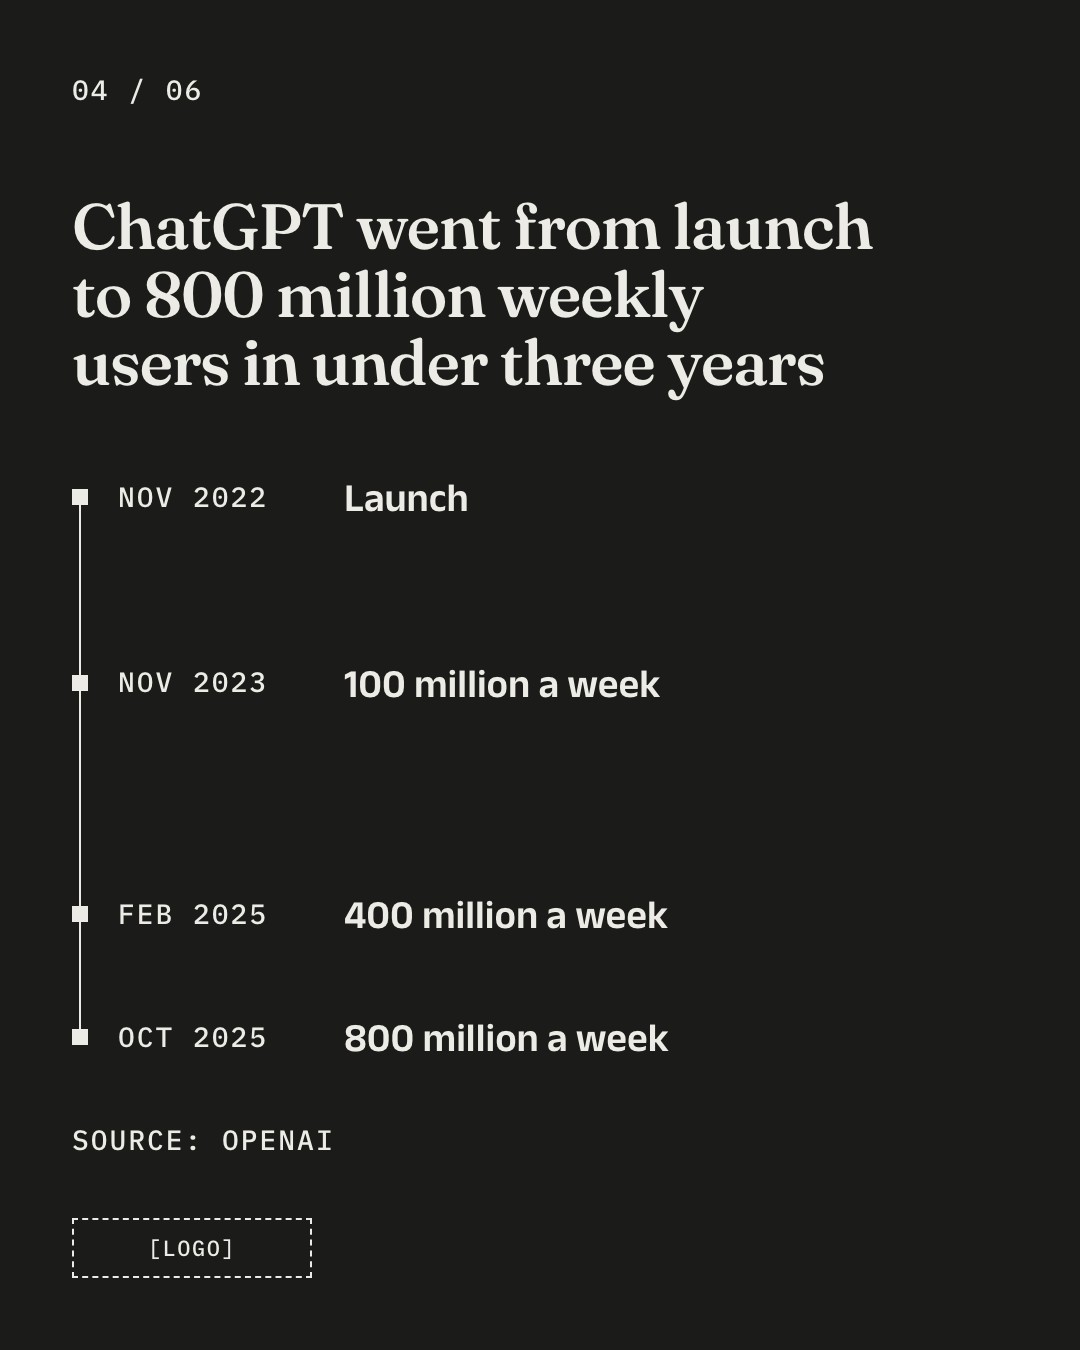 04 / 06
ChatGPT went from launch
to 800 million weekly
users in under three years
NOV 2022 Launch
NOV 2023 100 million a week
FEB 2025 400 million a week
OCT 2025 800 million a week
SOURCE: OPENAI
[LOGO]